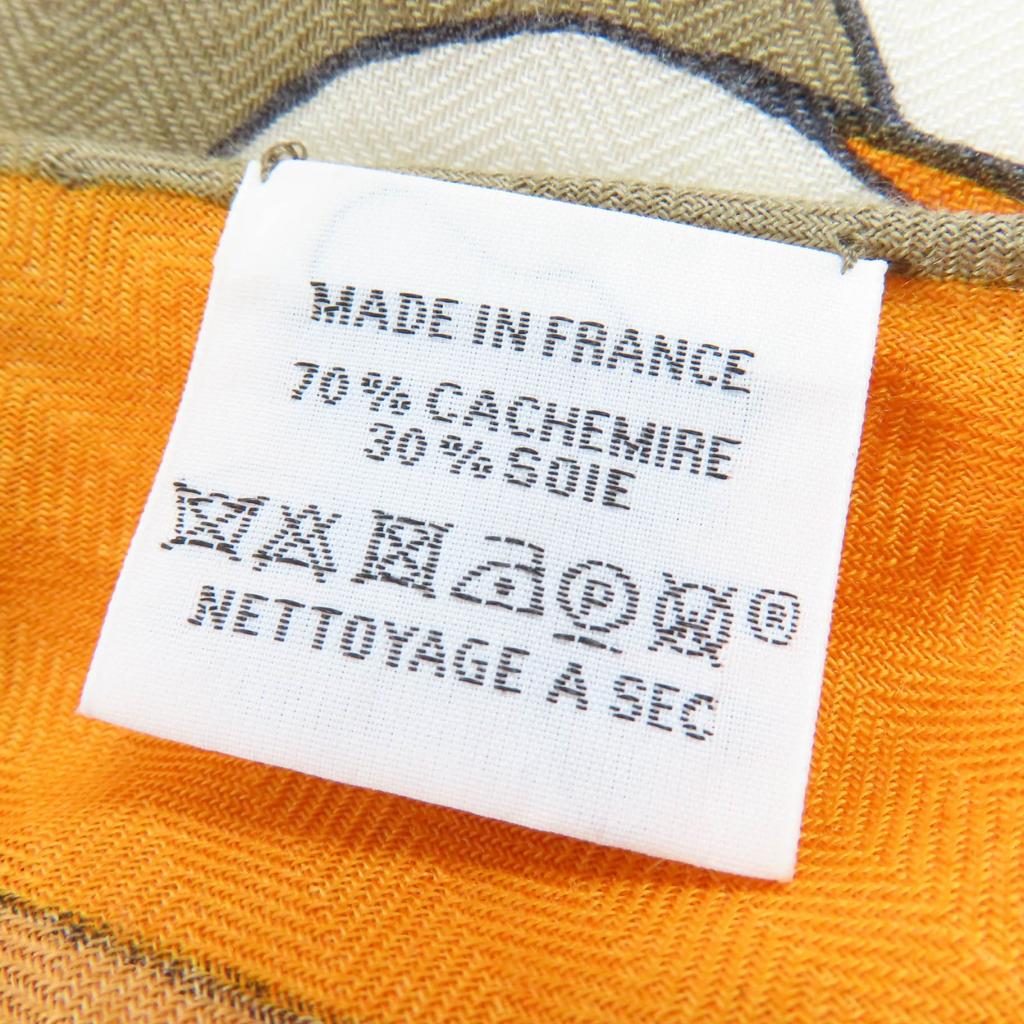 MADE IN FRANCE
70% CACHEMIRE
30% SOIE
P ®
NETTOYAGE A SEC